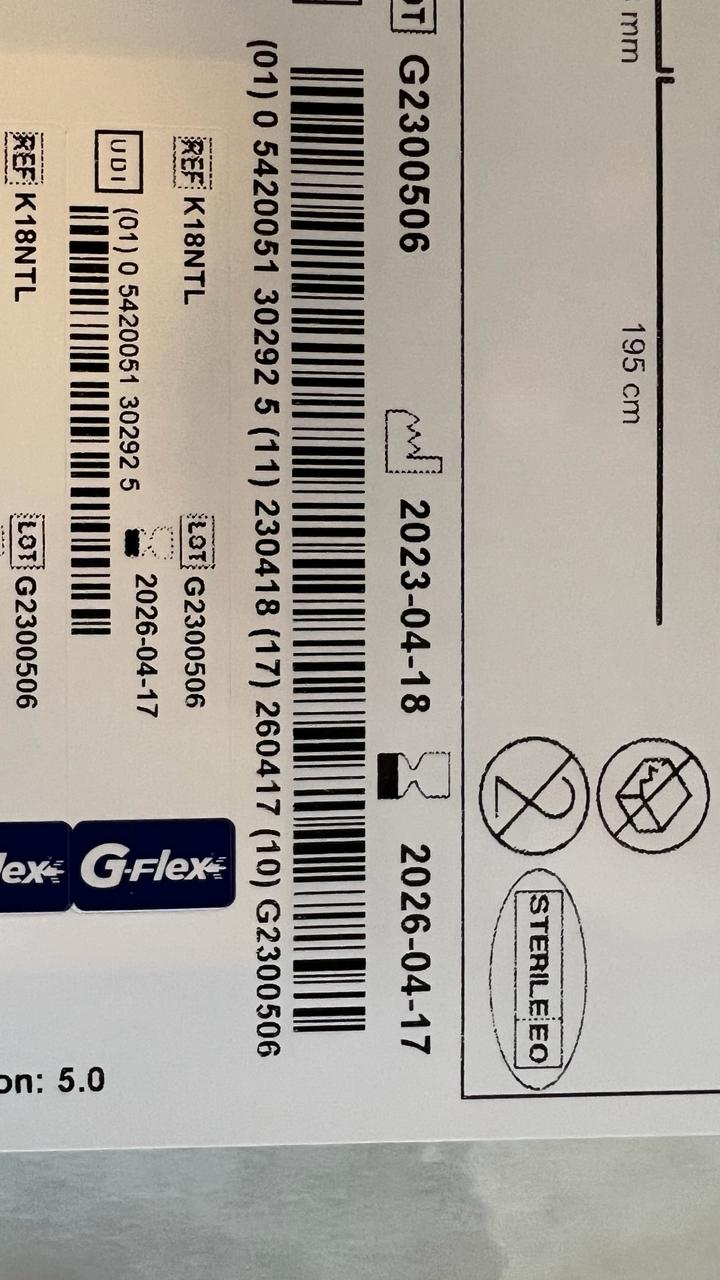 mm
195 cm
STERILE EO
G2300506 2023-04-18 2026-04-17
(01) 0 5420051 30292 5 (11) 230418 (17) 260417 (10) G2300506
REF K18NTL LOT G2300506
UDI (01) 0 5420051 30292 5 2026-04-17
G-Flex
REF K18NTL LOT G2300506
5.0